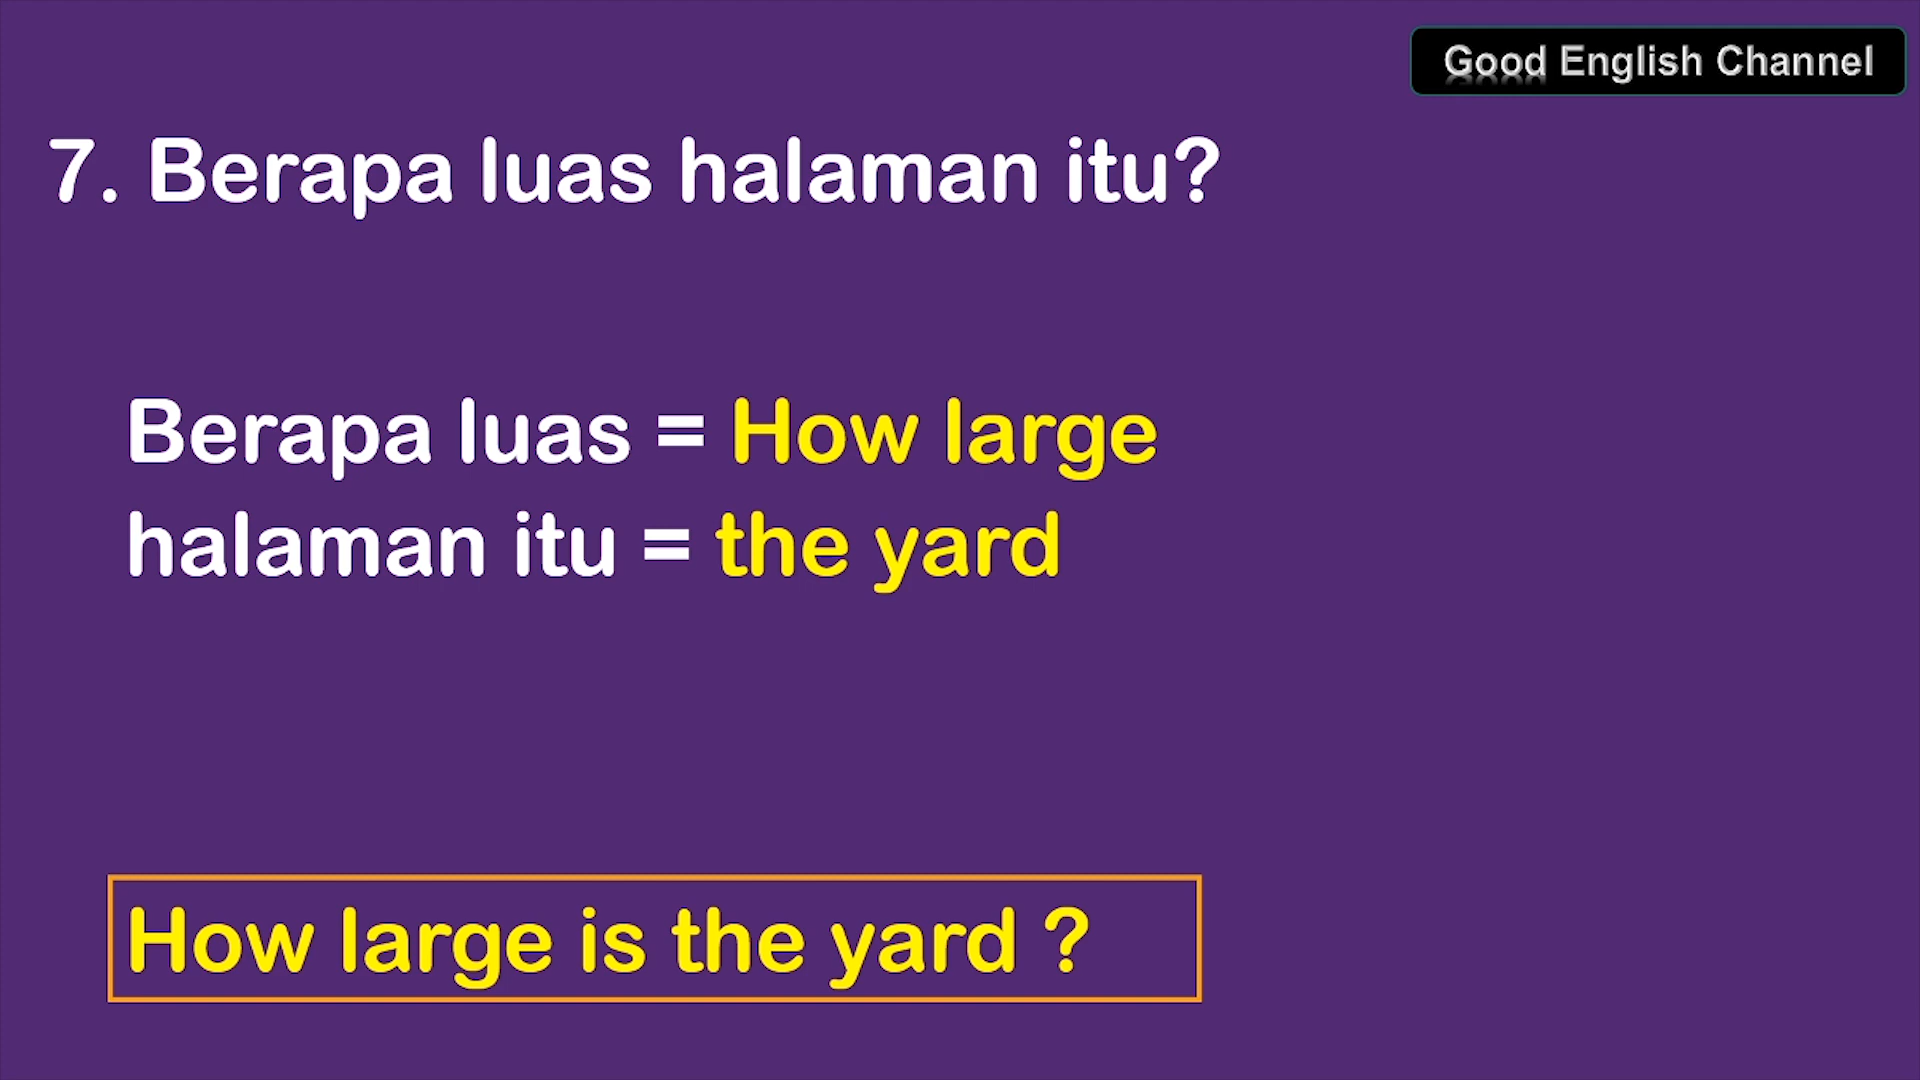 Good English Channel
7. Berapa luas halaman itu?
Berapa luas = How large
halaman itu = the yard
How large is the yard ?